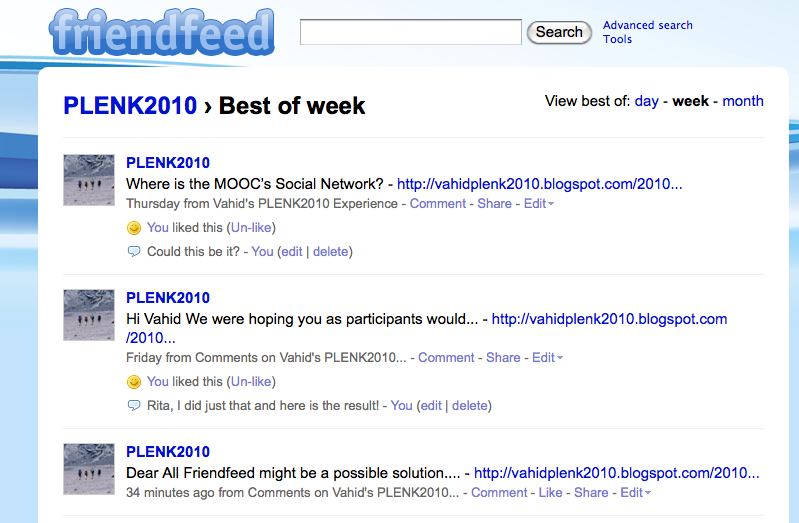 friendfeed
Search
Advanced search
Tools
PLENK2010 › Best of week
View best of: day - week - month
PLENK2010
Where is the MOOC's Social Network? - http://vahidplenk2010.blogspot.com/2010...
Thursday from Vahid's PLENK2010 Experience - Comment - Share - Edit
You liked this (Un-like)
Could this be it? - You (edit | delete)
PLENK2010
Hi Vahid We were hoping you as participants would... - http://vahidplenk2010.blogspot.com
/2010...
Friday from Comments on Vahid's PLENK2010... - Comment - Share - Edit
You liked this (Un-like)
Rita, I did just that and here is the result! - You (edit | delete)
PLENK2010
Dear All Friendfeed might be a possible solution.... - http://vahidplenk2010.blogspot.com/2010...
34 minutes ago from Comments on Vahid's PLENK2010... - Comment - Like - Share - Edit